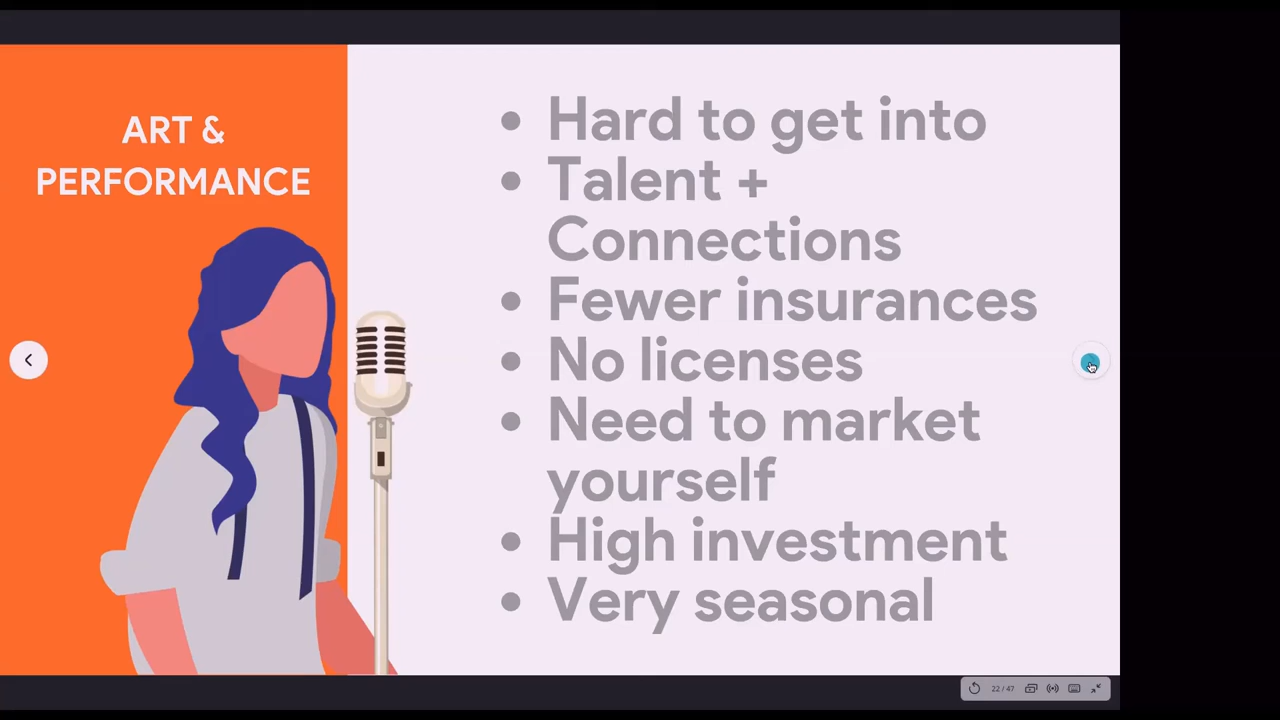 ART &
PERFORMANCE
• Hard to get into
• Talent +
Connections
• Fewer insurances
• No licenses
• Need to market
yourself
• High investment
• Very seasonal
22 / 47